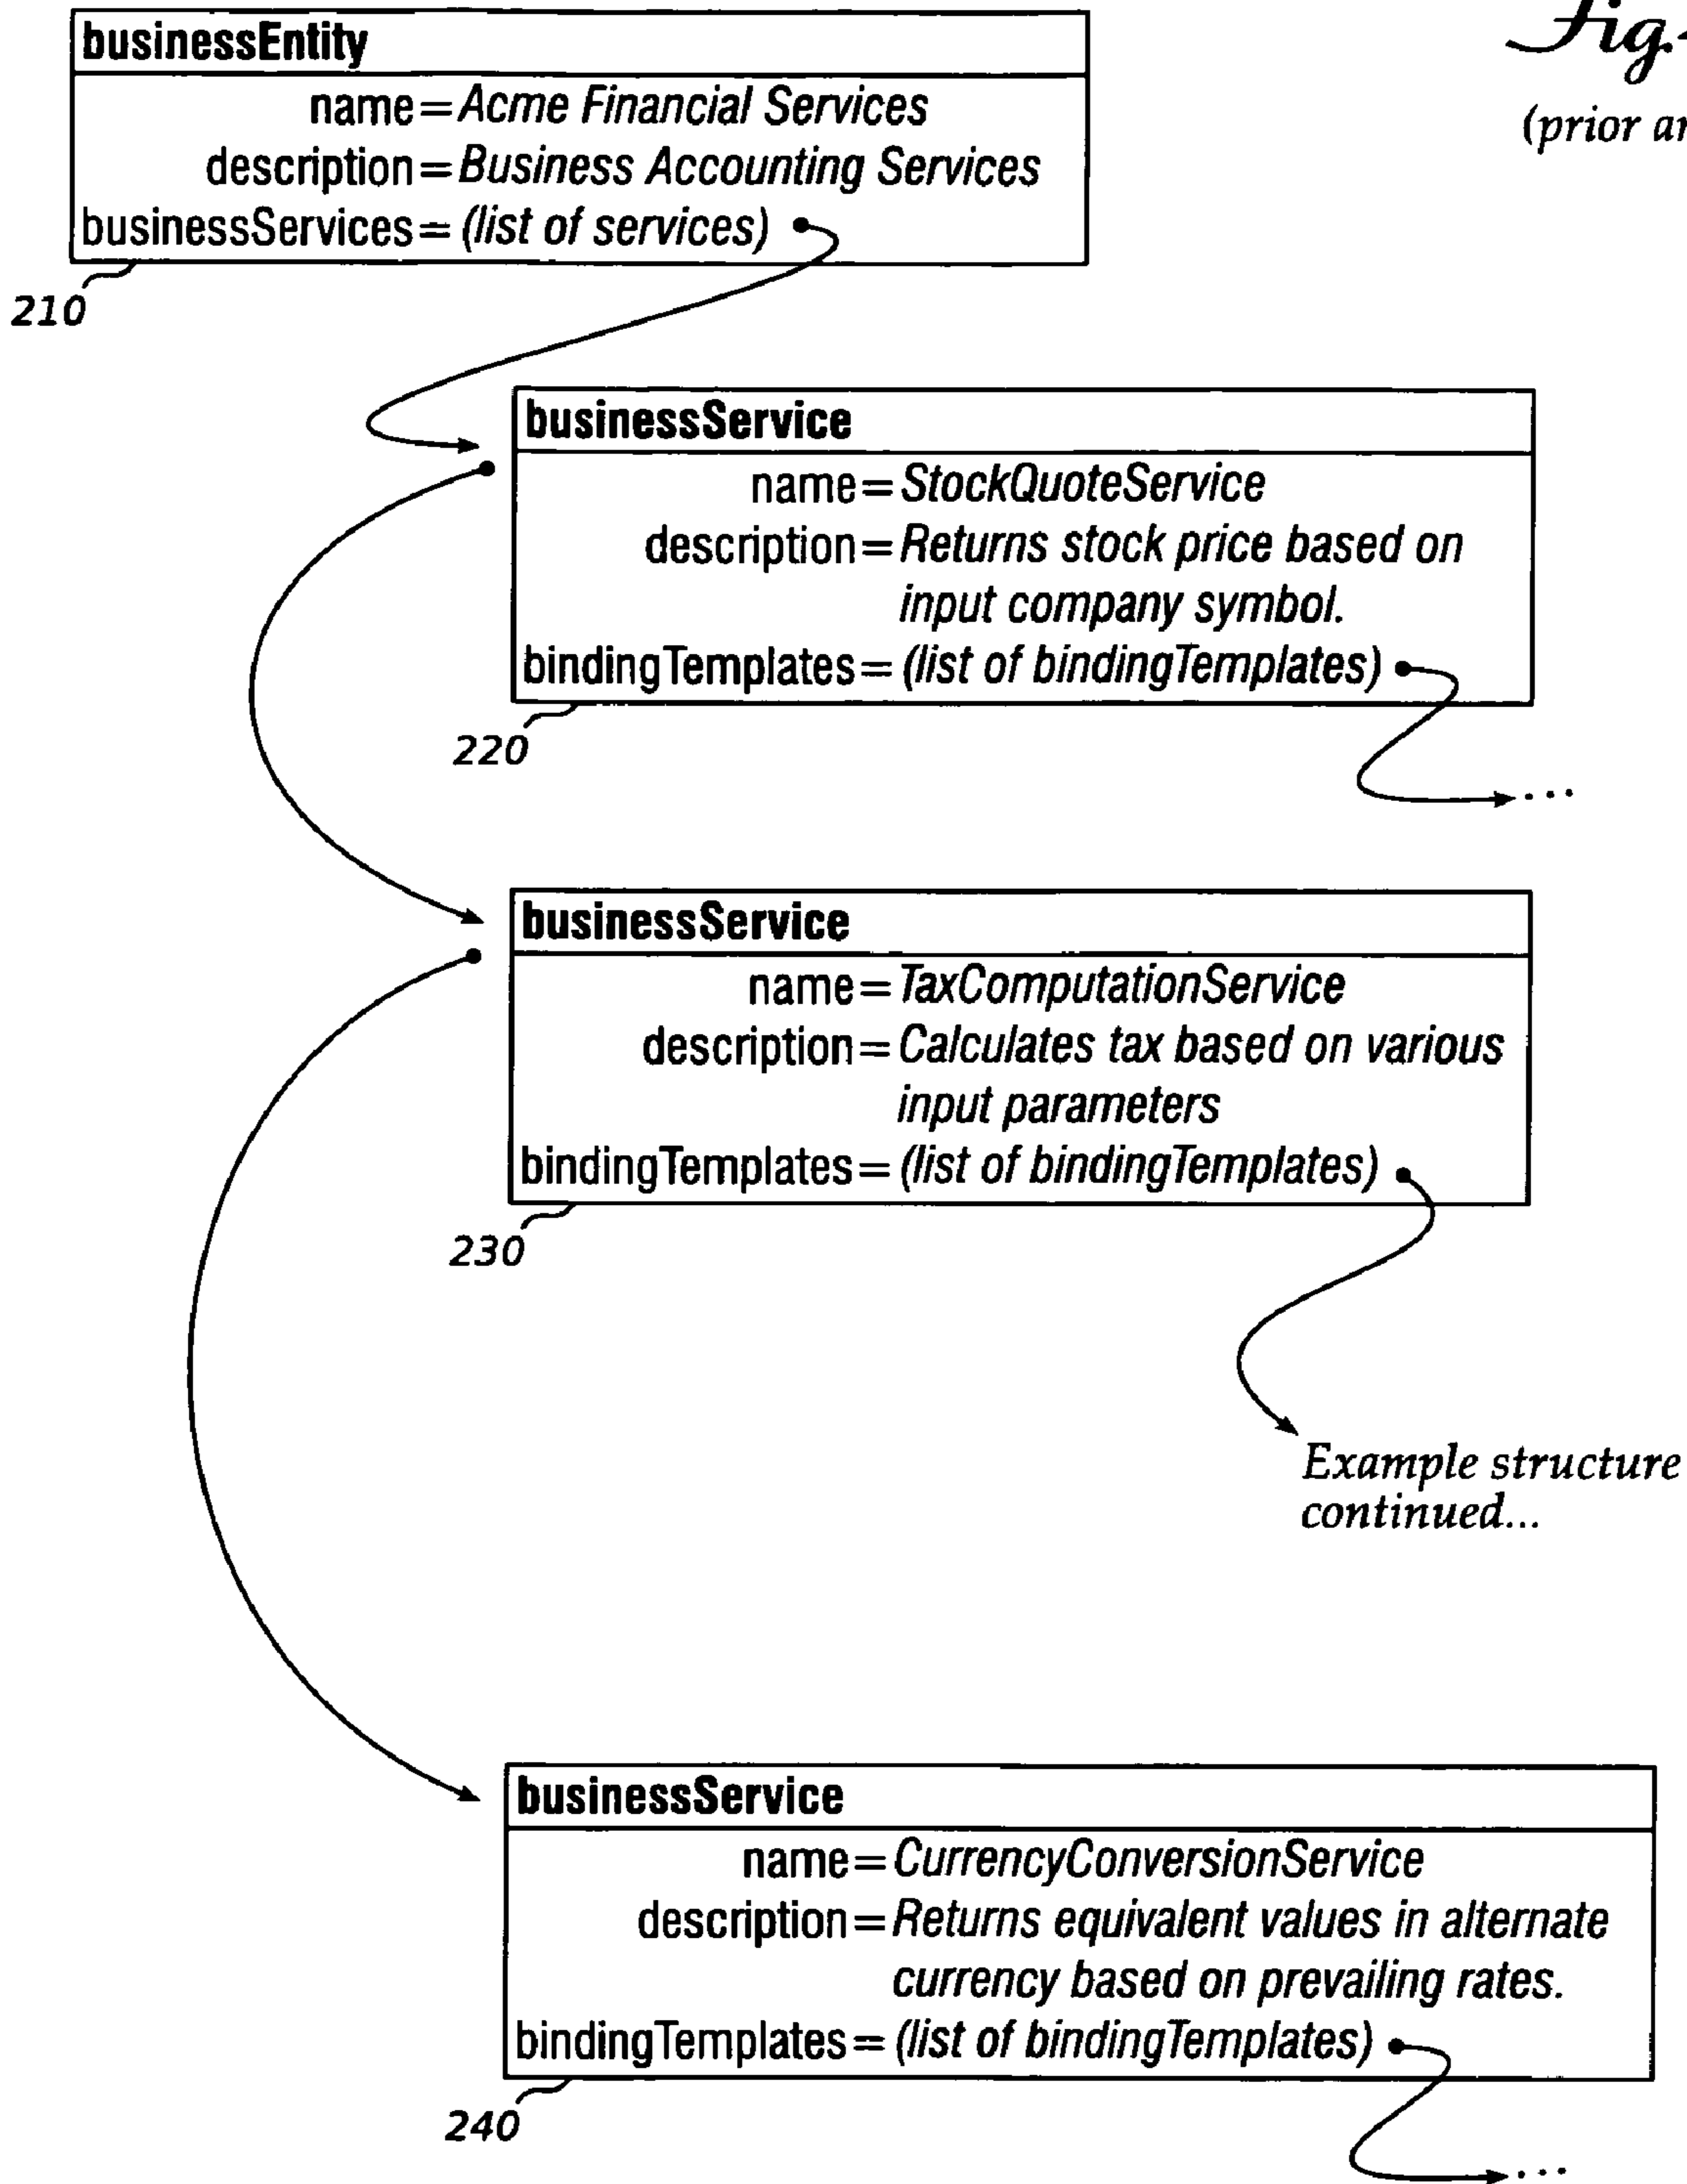 Fig.
(prior
businessEntity
name=Acme Financial Services
description=Business Accounting Services
businessServices=(list of services)
210
businessService
name=StockQuoteService
description=Returns stock price based on
input company symbol.
bindingTemplates=(list of bindingTemplates)
220
...
businessService
name=TaxComputationService
description=Calculates tax based on various
input parameters
bindingTemplates=(list of bindingTemplates)
230
Example structure
continued...
businessService
name=CurrencyConversionService
description=Returns equivalent values in alternate
currency based on prevailing rates.
bindingTemplates=(list of bindingTemplates)
240
...